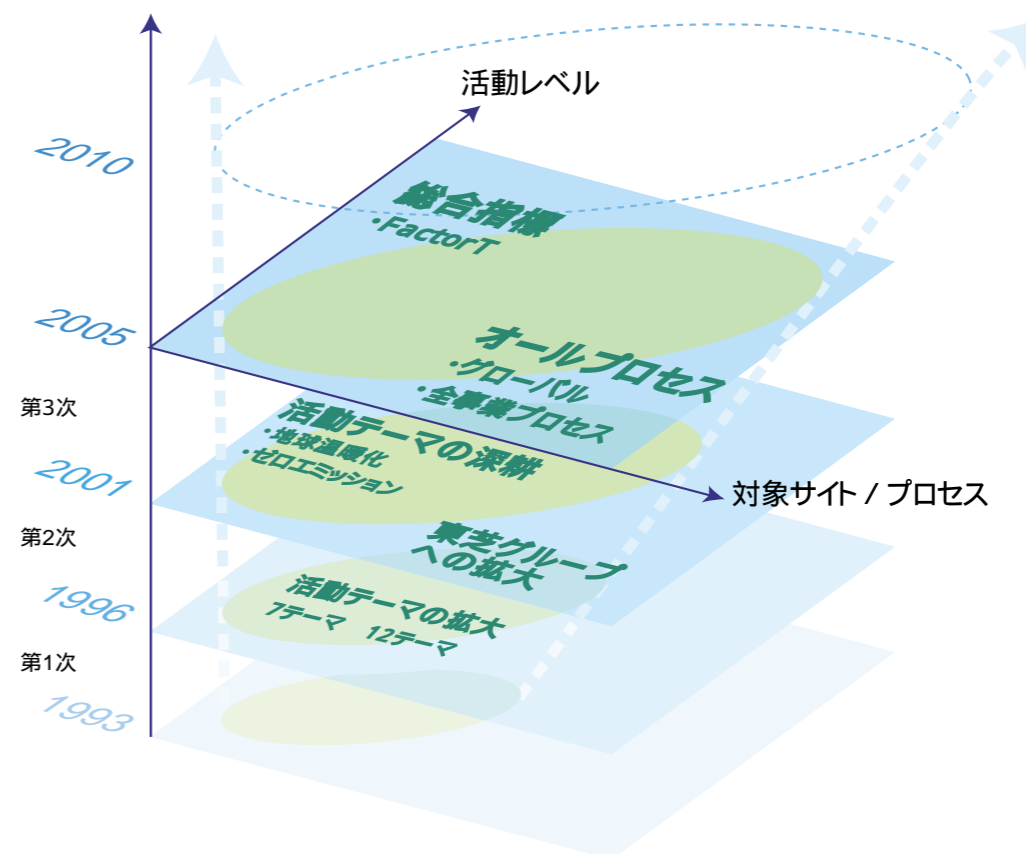 活動レベル
2010
総合指標
・FactorT
2005
オールプロセス
・グローバル
・全事業プロセス
第3次
活動テーマの深耕
・地球温暖化
・ゼロエミッション
2001
対象サイト / プロセス
第2次
東芝グループ
への拡大
活動テーマの拡大
7テーマ 12テーマ
1996
第1次
1993